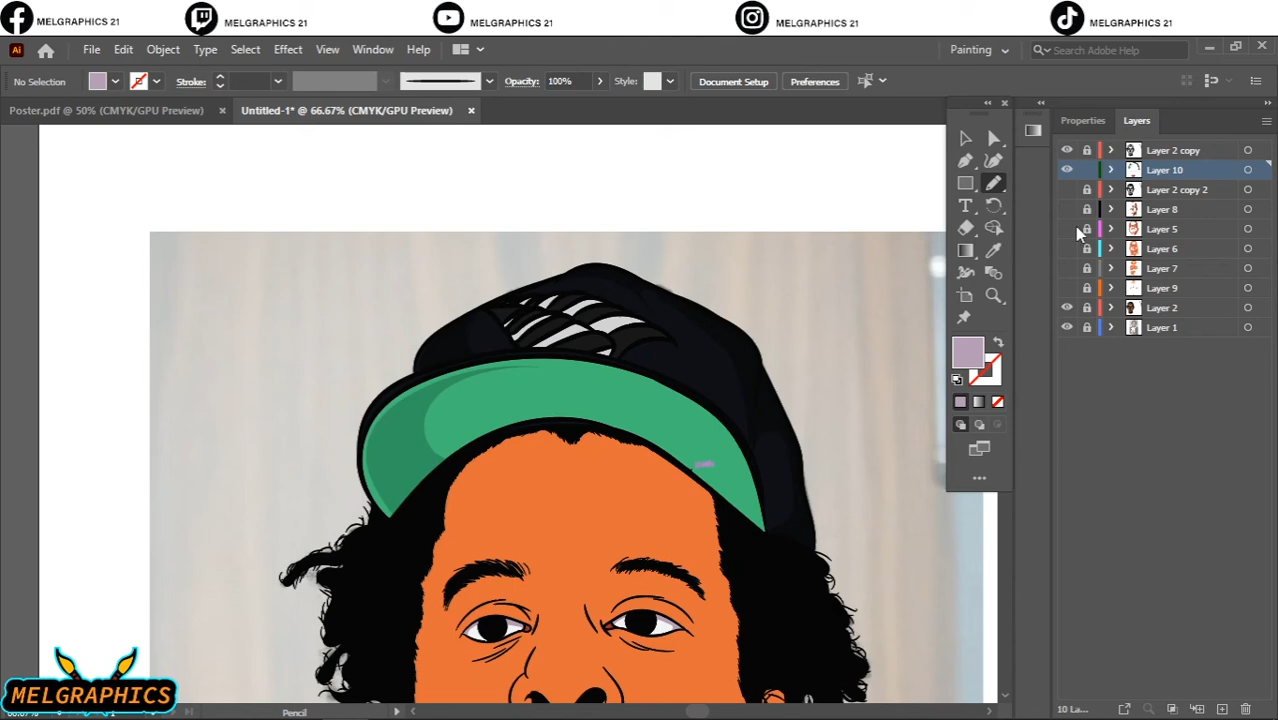 MELGRAPHICS 21 MELGRAPHICS 21 MELGRAPHICS 21 MELGRAPHICS 21 MELGRAPHICS 21
Ai File Edit Object Type Select Effect View Window Help Painting Search Adobe Help
No Selection Stroke: Opacity: 100% Style: Document Setup Preferences
Poster.pdf @ 50% (CMYK/GPU Preview) Untitled-1* @ 66.67% (CMYK/GPU Preview)
Properties Layers
Layer 2 copy
Layer 10
Layer 2 copy 2
Layer 8
Layer 5
Layer 6
Layer 7
Layer 9
Layer 2
Layer 1
MELGRAPHICS
Pencil
10 La...